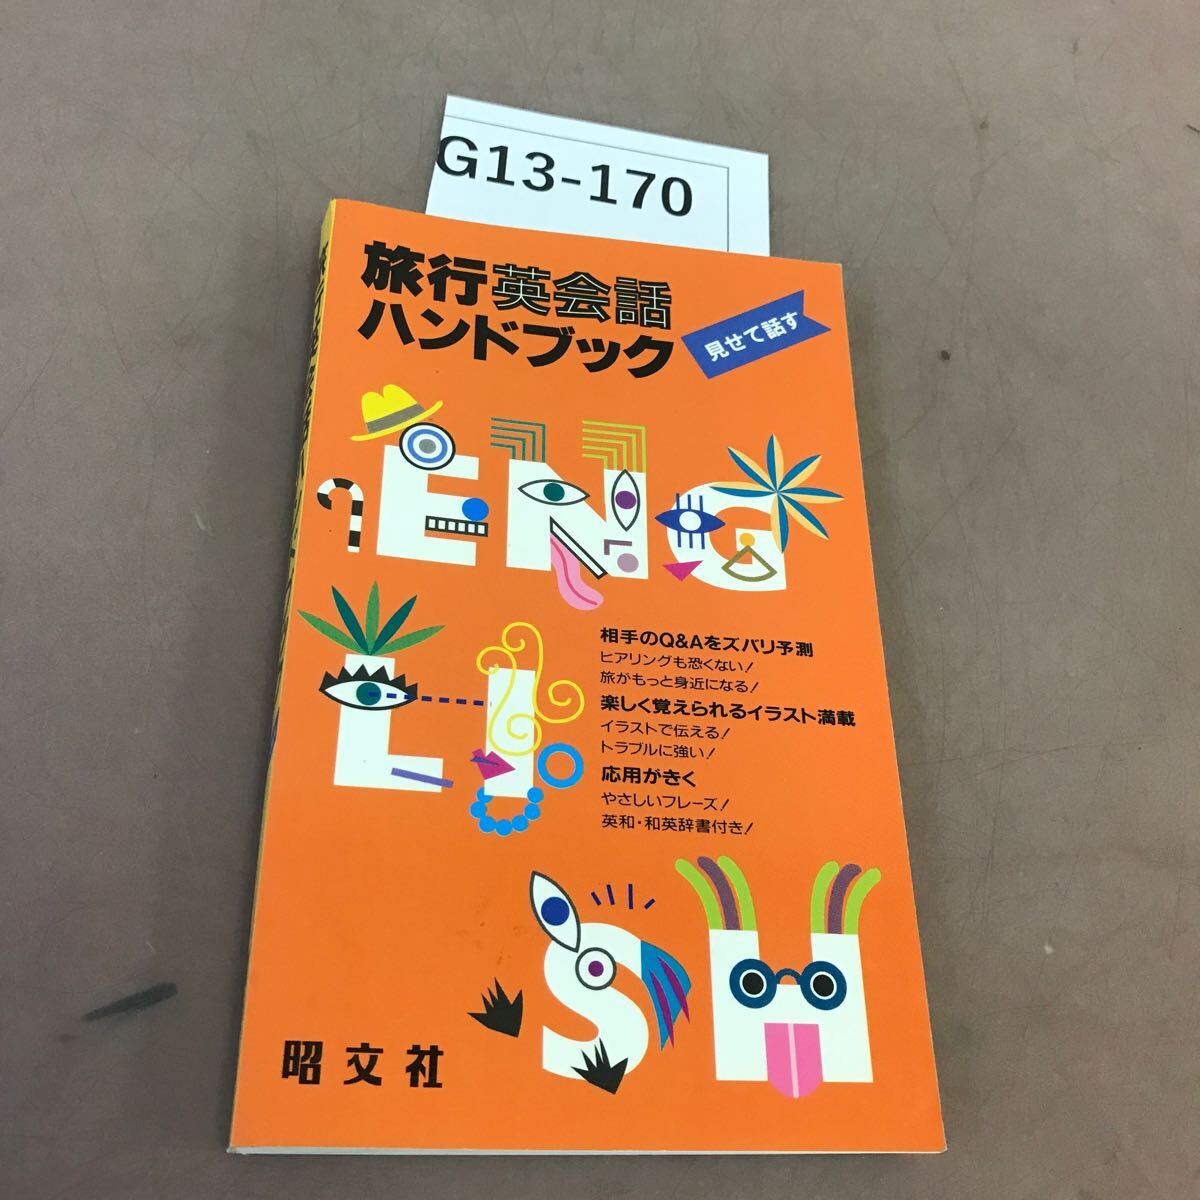 G13-170
旅行英会話
ハンドブック
見せて話す
ENG
相手のQ&Aをズバリ予測
ヒアリングも恐くない!
旅がもっと身近になる!
楽しく覚えられるイラスト満載
イラストで伝える!
トラブルに強い!
応用がきく
やさしいフレーズ!
英和・和英辞書付き!
LI
SH
昭文社